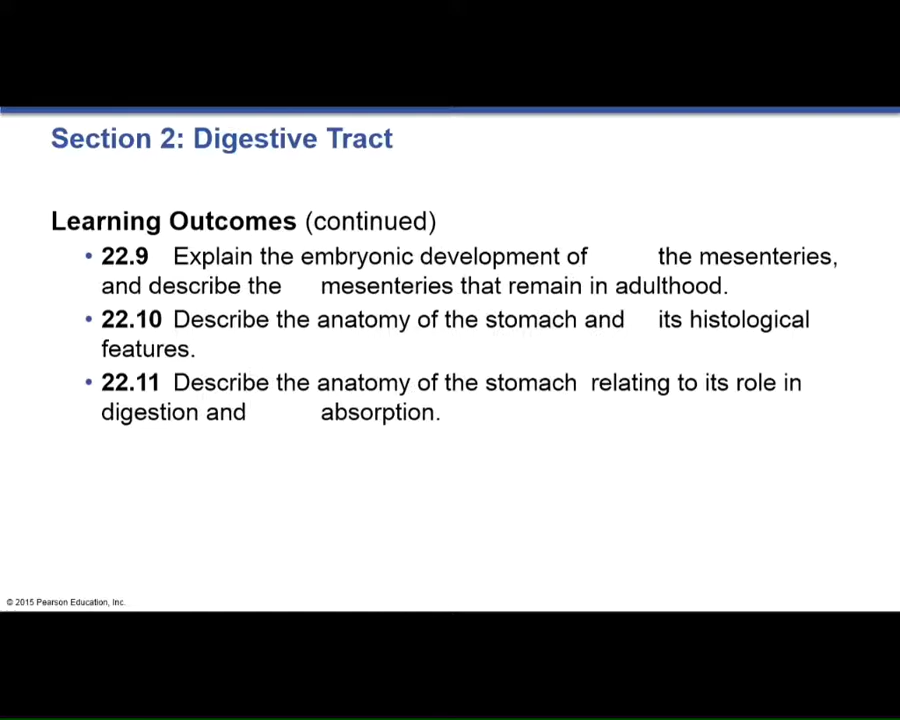 Section 2: Digestive Tract
Learning Outcomes (continued)
• 22.9 Explain the embryonic development of the mesenteries,
and describe the mesenteries that remain in adulthood.
• 22.10 Describe the anatomy of the stomach and its histological
features.
• 22.11 Describe the anatomy of the stomach relating to its role in
digestion and absorption.
© 2015 Pearson Education, Inc.